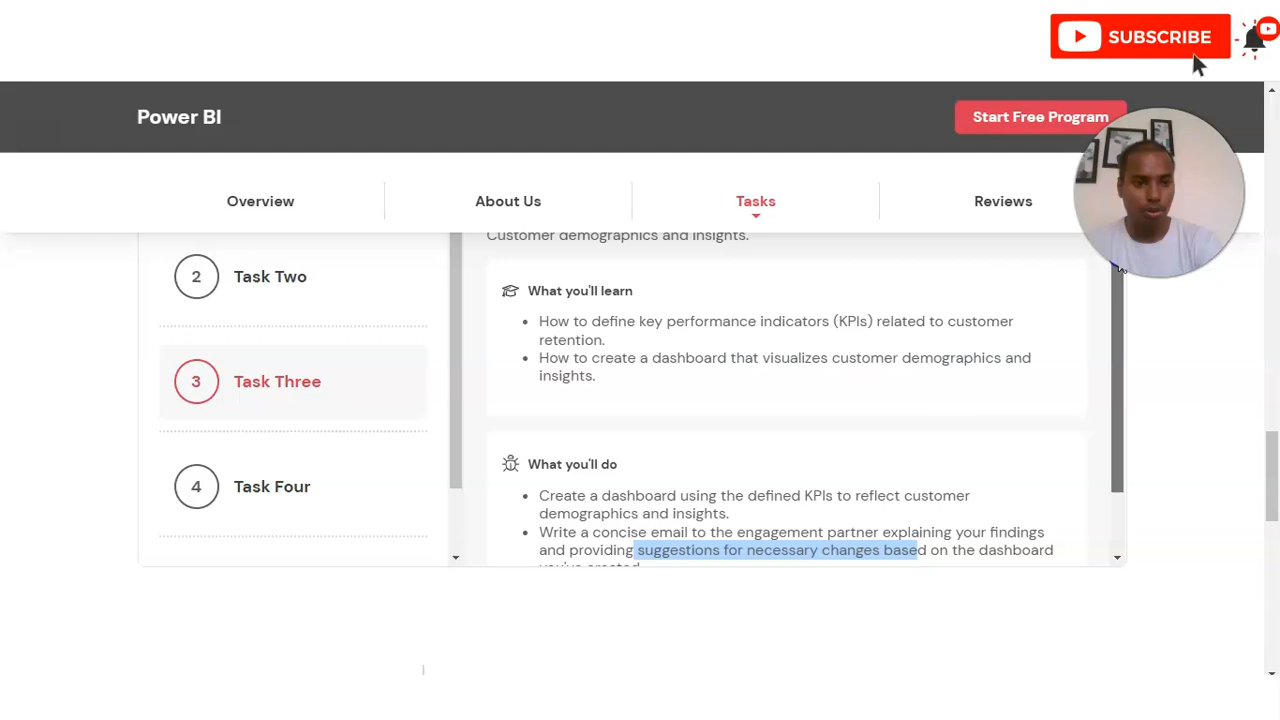 SUBSCRIBE
Power BI
Start Free Program
Overview
About Us
Tasks
Reviews
Customer demographics and insights.
2
Task Two
What you'll learn
• How to define key performance indicators (KPIs) related to customer
retention.
• How to create a dashboard that visualizes customer demographics and
insights.
3
Task Three
What you'll do
4
Task Four
• Create a dashboard using the defined KPIs to reflect customer
demographics and insights.
• Write a concise email to the engagement partner explaining your findings
and providing suggestions for necessary changes based on the dashboard
you've created.